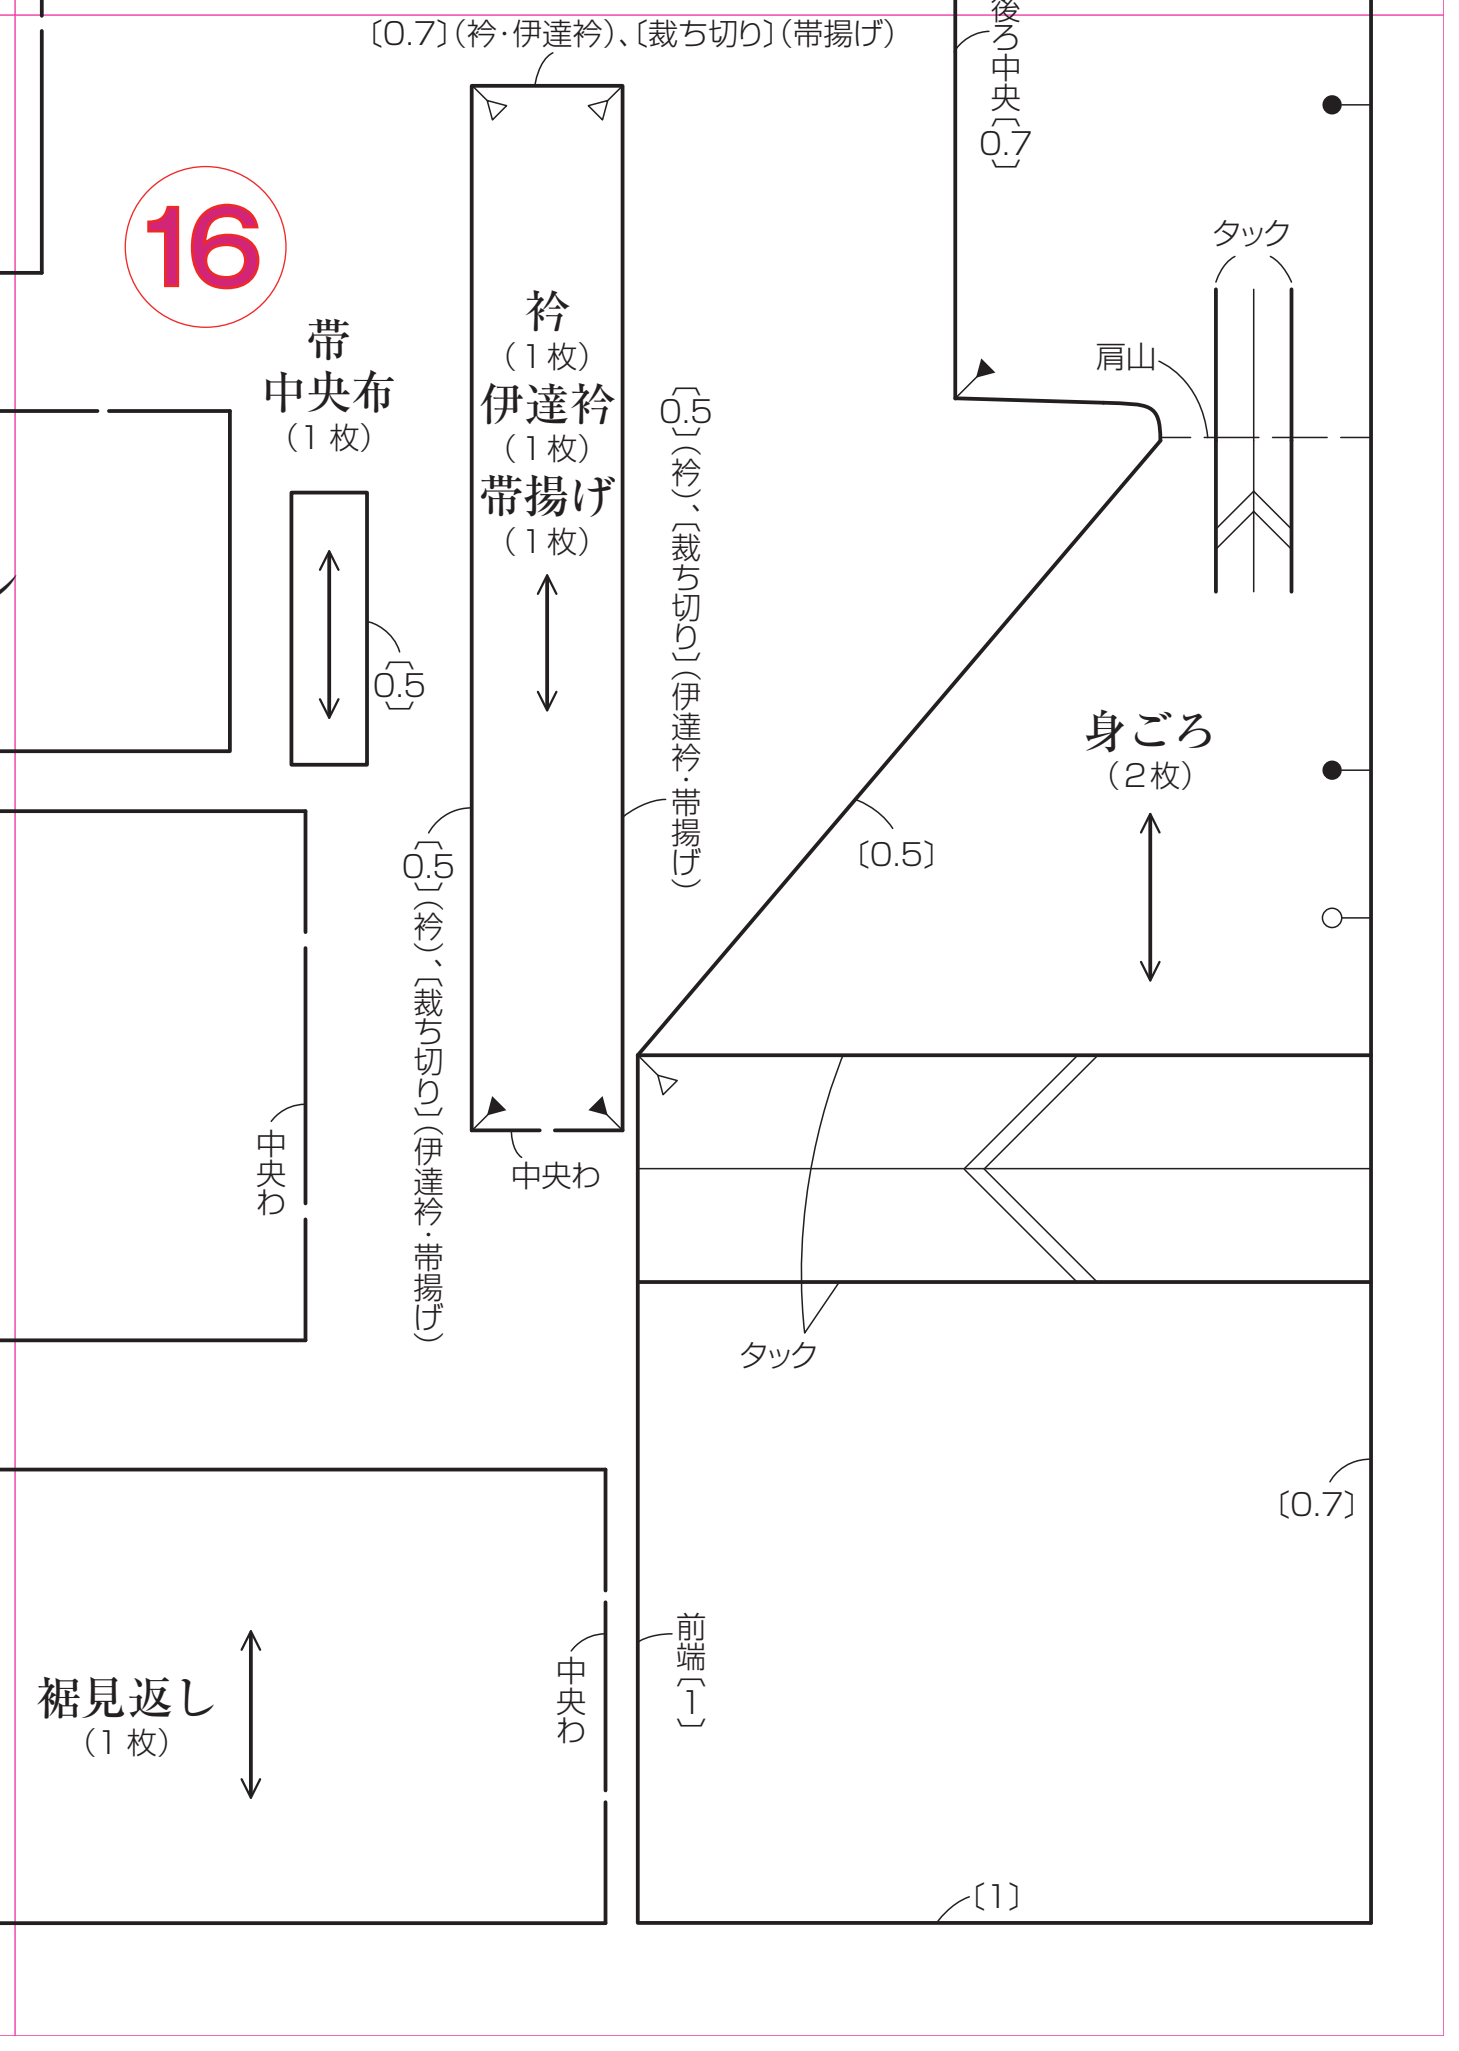 〔0.7〕（衿・伊達衿）、〔裁ち切り〕（帯揚げ）
後ろ中央〔0.7〕
16
タック
肩山
帯
中央布
（1 枚）
〔0.5〕
衿
（1枚）
伊達衿
（1枚）
帯揚げ
（1枚）
〔0.5〕（衿）、〔裁ち切り〕（伊達衿・帯揚げ）
〔0.5〕（衿）、〔裁ち切り〕（伊達衿・帯揚げ）
中央わ
中央わ
身ごろ
（2枚）
〔0.5〕
タック
〔0.7〕
前端〔1〕
〔1〕
裾見返し
（1 枚）
中央わ